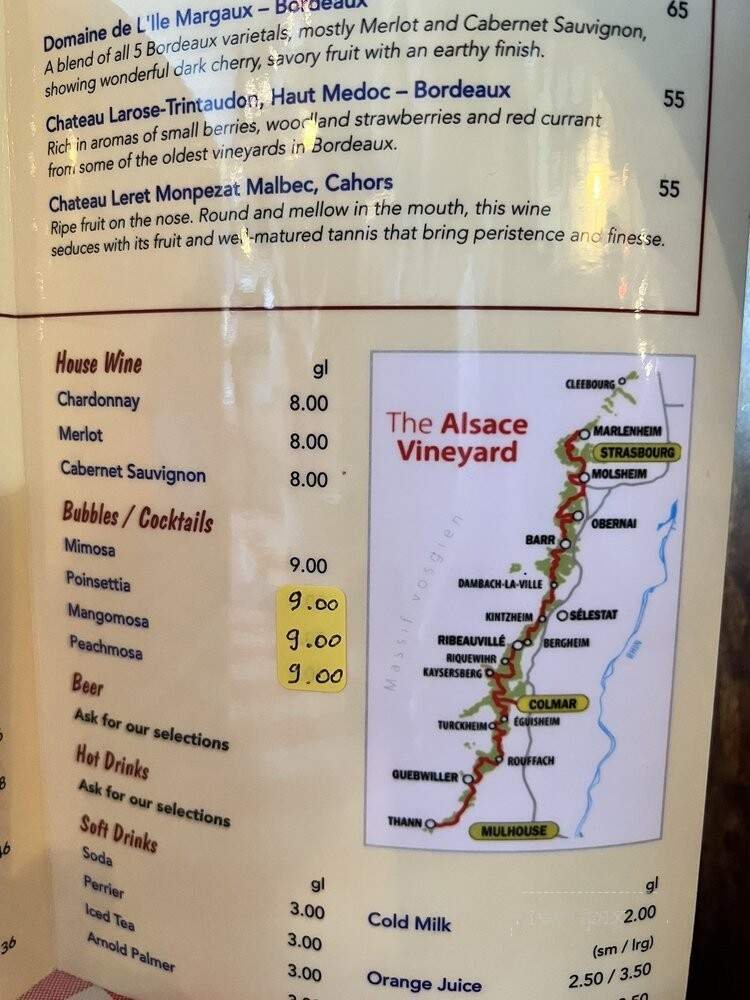 Domaine de L'Ile Margaux – Bordeaux 65
A blend of all 5 Bordeaux varietals, mostly Merlot and Cabernet Sauvignon,
showing wonderful dark cherry, savory fruit with an earthy finish.
Chateau Larose-Trintaudon, Haut Medoc – Bordeaux 55
Rich in aromas of small berries, woodland strawberries and red currant
from some of the oldest vineyards in Bordeaux.
Chateau Leret Monpezat Malbec, Cahors 55
Ripe fruit on the nose. Round and mellow in the mouth, this wine
seduces with its fruit and well-matured tannis that bring peristence and finesse.
House Wine gl
Chardonnay 8.00
Merlot 8.00
Cabernet Sauvignon 8.00
Bubbles / Cocktails
Mimosa 9.00
Poinsettia 9.00
Mangomosa 9.00
Peachmosa 9.00
Beer
Ask for our selections
Hot Drinks
Ask for our selections
Soft Drinks gl
Soda 3.00
Perrier 3.00
Iced Tea 3.00
Arnold Palmer
The Alsace
Vineyard
Massif vosgien
CLEEBOURG
MARLENHEIM
STRASBOURG
MOLSHEIM
OBERNAI
BARR
DAMBACH-LA-VILLE
KINTZHEIM
SÉLESTAT
RIBEAUVILLÉ
BERGHEIM
RIQUEWIHR
KAYSERSBERG
COLMAR
TURCKHEIM
ÉGUISHEIM
ROUFFACH
GUEBWILLER
THANN
MULHOUSE
RHIN
gl
Cold Milk 2.00
(sm / lrg)
Orange Juice 2.50 / 3.50
36